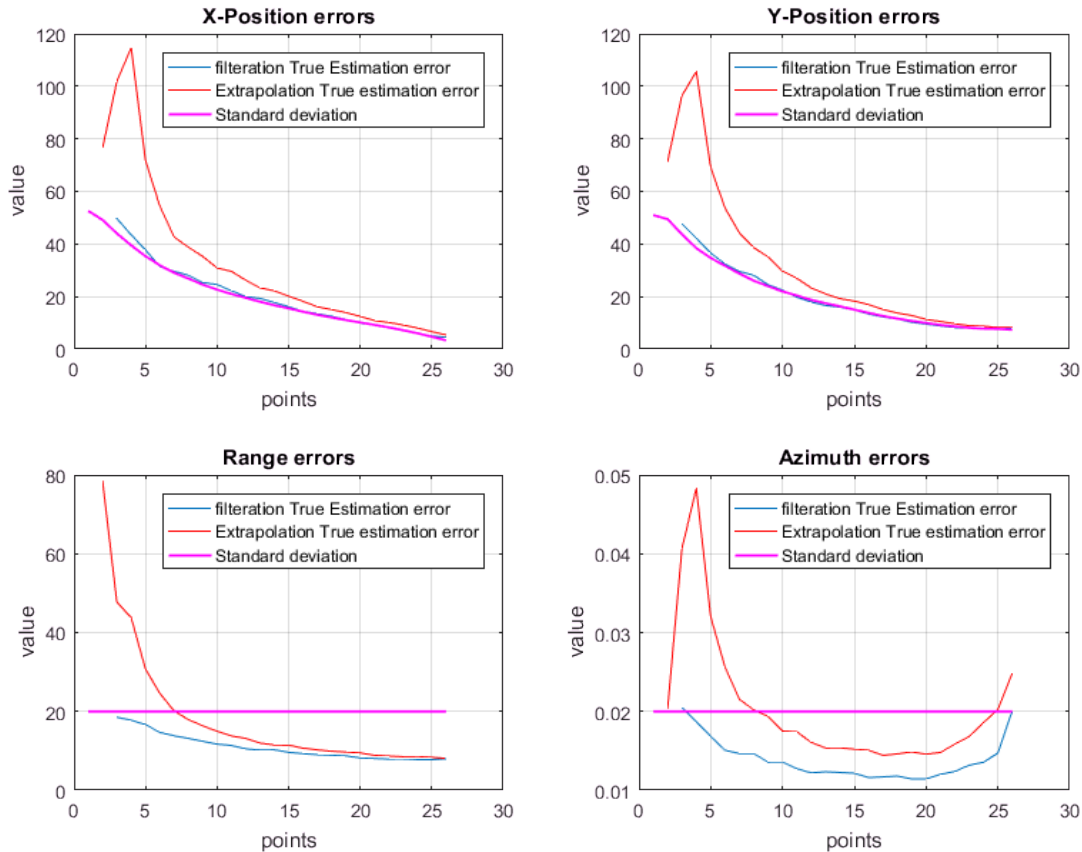 X-Position errors
120
100
80
60
40
20
0
value
filteration True Estimation error
Extrapolation True estimation error
Standard deviation
0 5 10 15 20 25 30
points
Y-Position errors
120
100
80
60
40
20
0
value
filteration True Estimation error
Extrapolation True estimation error
Standard deviation
0 5 10 15 20 25 30
points
Range errors
80
60
40
20
0
value
filteration True Estimation error
Extrapolation True estimation error
Standard deviation
0 5 10 15 20 25 30
points
Azimuth errors
0.05
0.04
0.03
0.02
0.01
value
filteration True Estimation error
Extrapolation True estimation error
Standard deviation
0 5 10 15 20 25 30
points